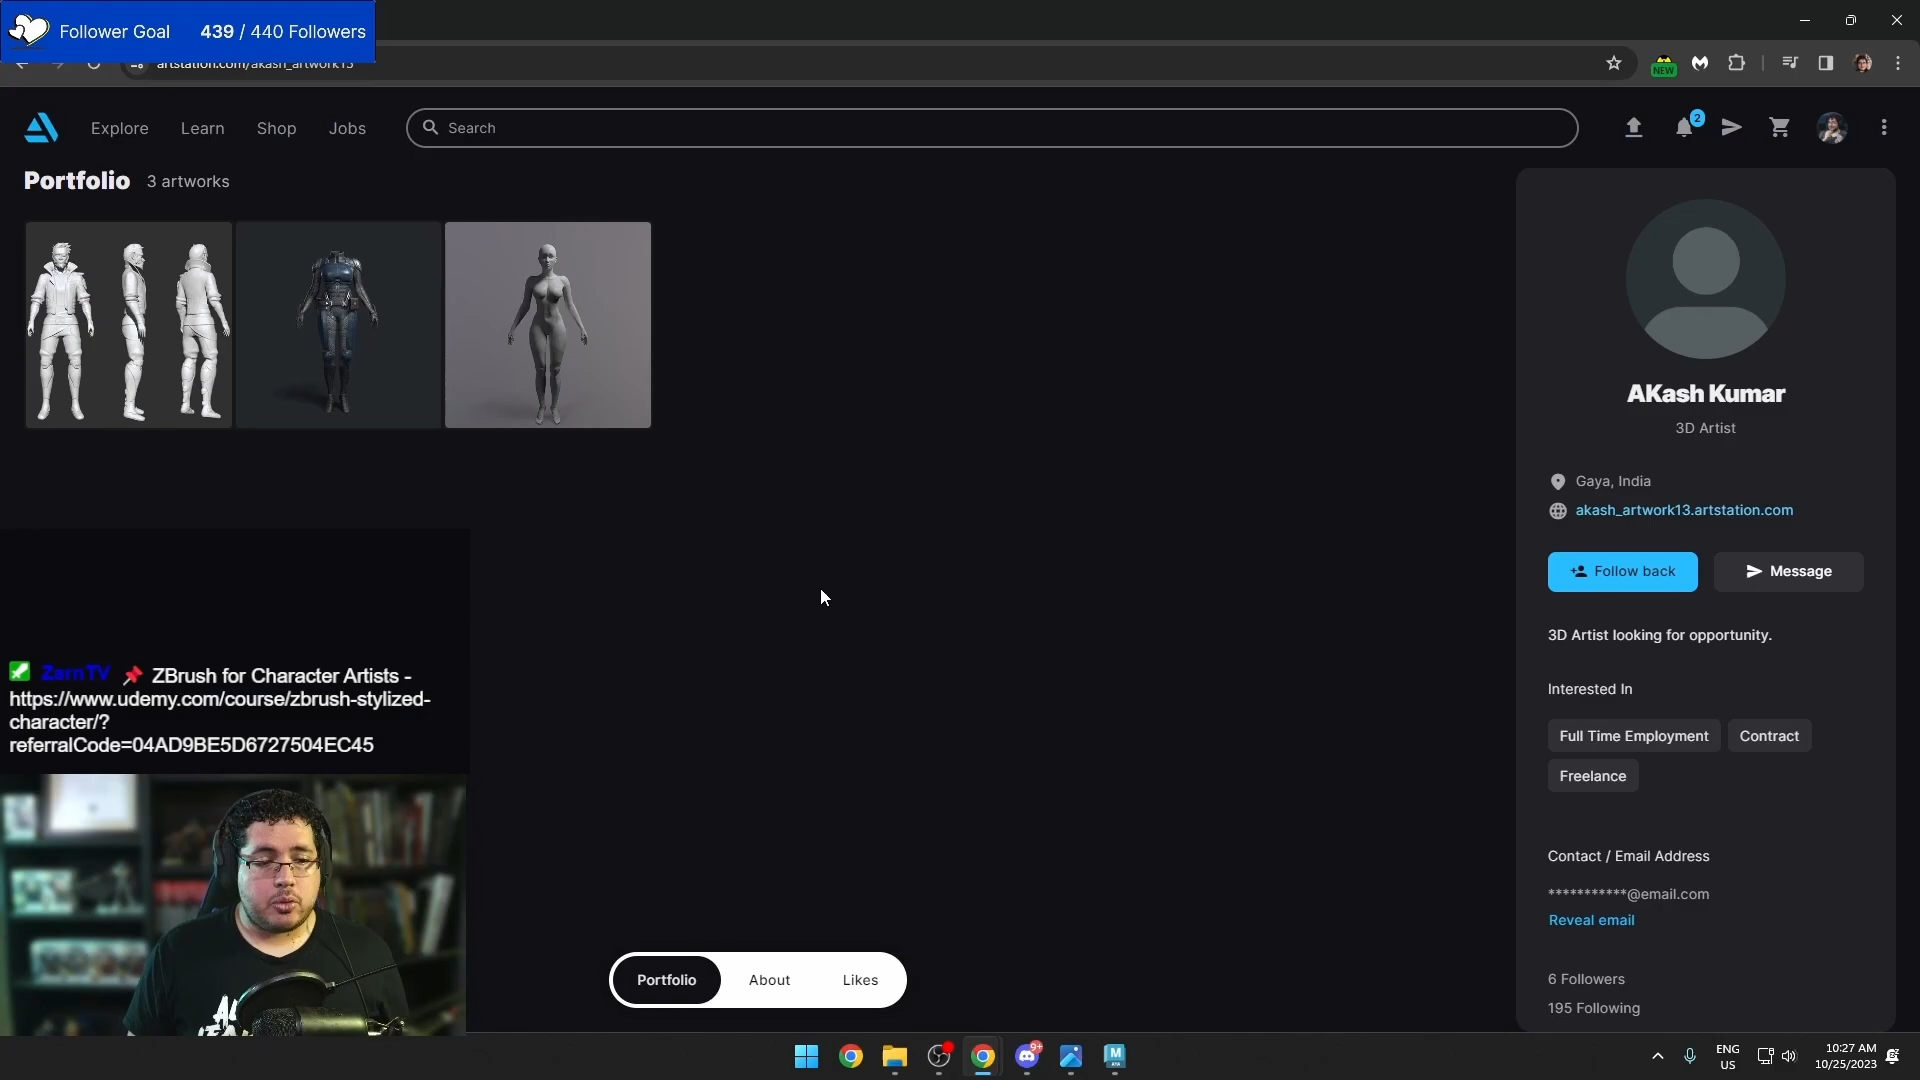 Follower Goal 439 / 440 Followers
artstation.com/akash_artwork13
NEW
Explore Learn Shop Jobs
Search
2
Portfolio 3 artworks
AKash Kumar
3D Artist
Gaya, India
akash_artwork13.artstation.com
Follow back
Message
3D Artist looking for opportunity.
Interested In
Full Time Employment
Contract
Freelance
Contact / Email Address
***********@email.com
Reveal email
6 Followers
195 Following
ZarnTV 📌 ZBrush for Character Artists -
https://www.udemy.com/course/zbrush-stylized-
character/?
referralCode=04AD9BE5D6727504EC45
Portfolio About Likes
9+
M
ENG
US
10:27 AM
10/25/2023